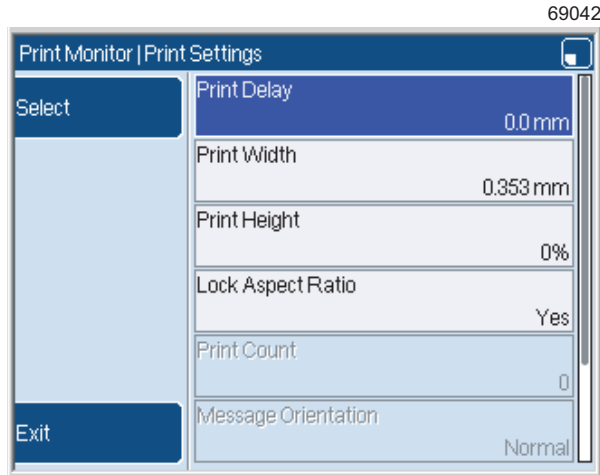 69042
Print Monitor|Print Settings
Select
Print Delay
0.0 mm
Print Width
0.353 mm
Print Height
0%
Lock Aspect Ratio
Yes
Print Count
0
Message Orientation
Normal
Exit